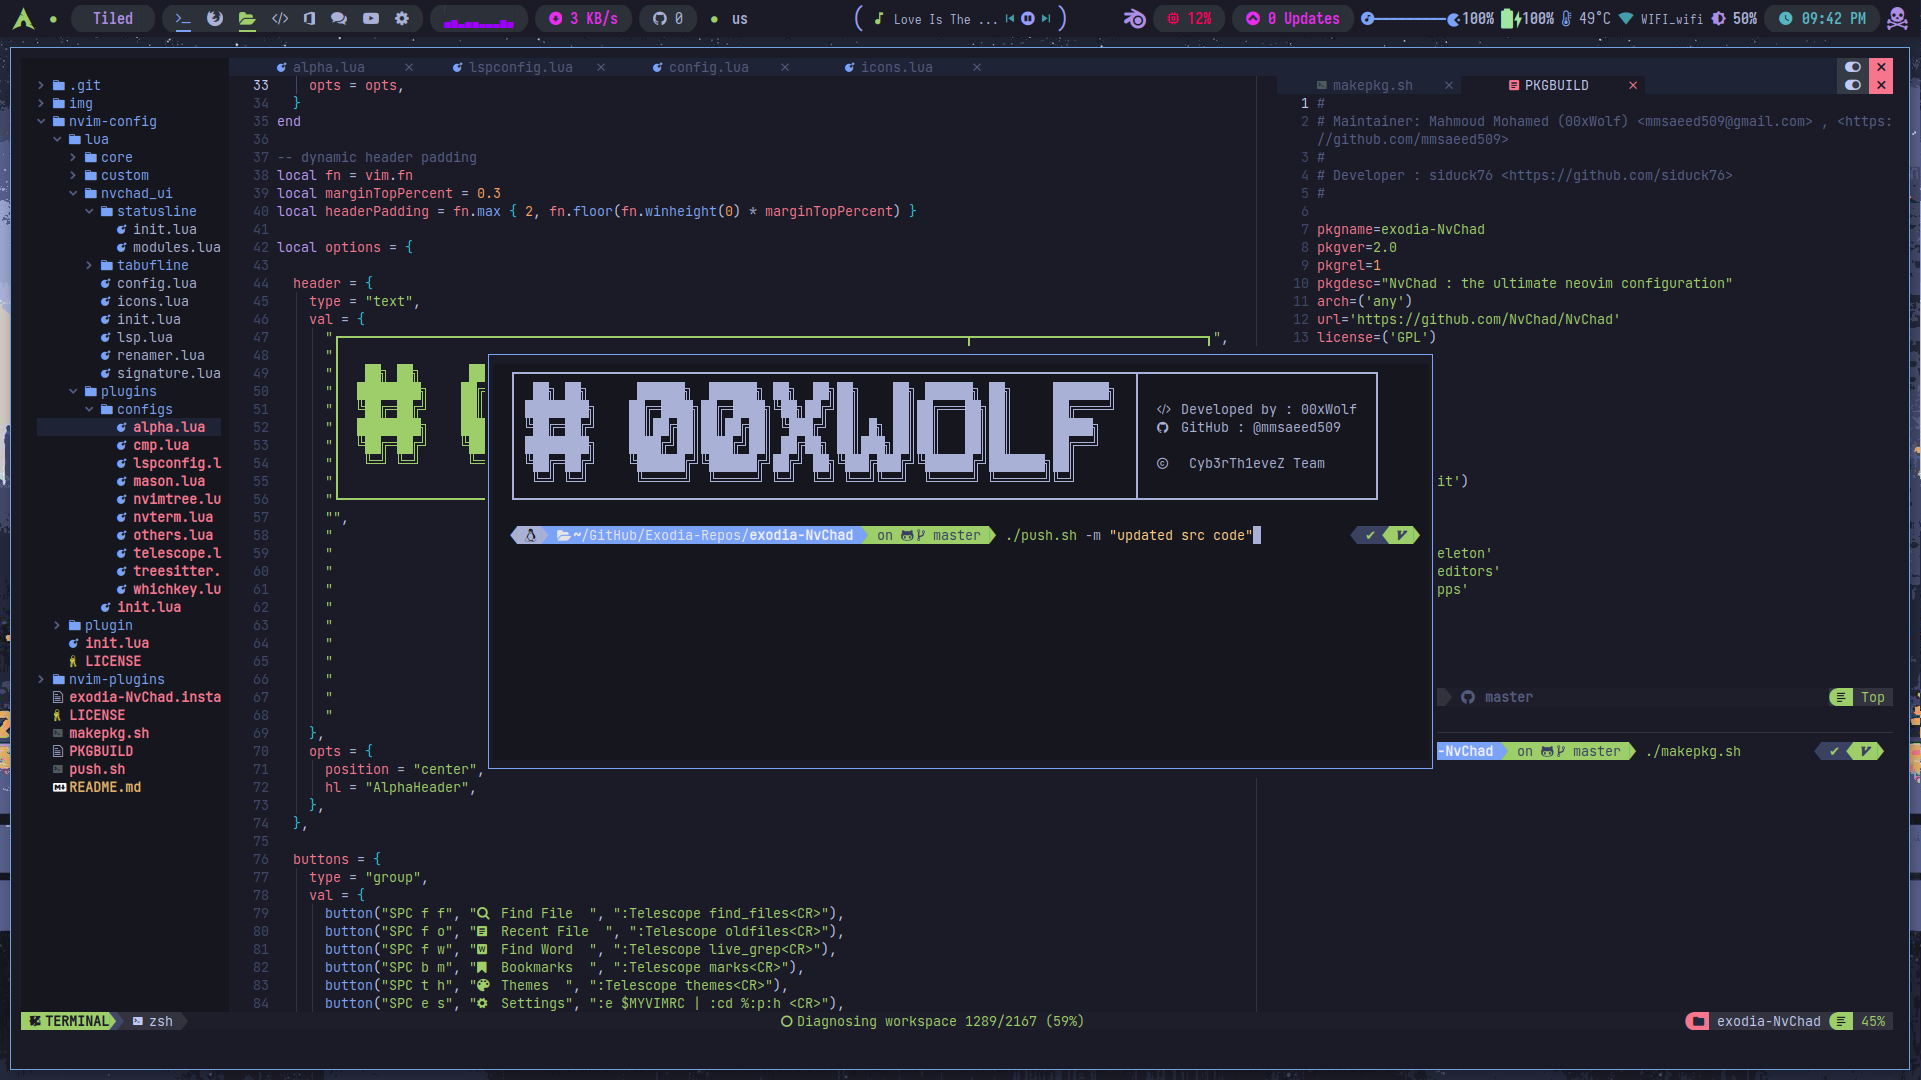 Tiled
3 KB/s
0
us
Love Is The ...
12%
0 Updates
100%
100%
49°C
WIFI_wifi
50%
09:42 PM
alpha.lua
lspconfig.lua
config.lua
icons.lua
.git
img
nvim-config
lua
core
custom
nvchad_ui
statusline
init.lua
modules.lua
tabufline
config.lua
icons.lua
init.lua
lsp.lua
renamer.lua
signature.lua
plugins
configs
alpha.lua
cmp.lua
lspconfig.l
mason.lua
nvimtree.lu
nvterm.lua
others.lua
telescope.l
treesitter.
whichkey.lu
init.lua
plugin
init.lua
LICENSE
nvim-plugins
exodia-NvChad.insta
LICENSE
makepkg.sh
PKGBUILD
push.sh
README.md
33 opts = opts,
34 }
35 end
36
37 -- dynamic header padding
38 local fn = vim.fn
39 local marginTopPercent = 0.3
40 local headerPadding = fn.max { 2, fn.floor(fn.winheight(0) * marginTopPercent) }
41
42 local options = {
43
44 header = {
45 type = "text",
46 val = {
47 " ",
48 "
49 "
50 "
51 "
52 "
53 "
54 "
55 "
56 "
57 "",
58 "
59 "
60 "
61 "
62 "
63 "
64 "
65 "
66 "
67 "
68 "
69 },
70 opts = {
71 position = "center",
72 hl = "AlphaHeader",
73 },
74 },
75
76 buttons = {
77 type = "group",
78 val = {
79 button("SPC f f", " Find File ", ":Telescope find_files<CR>"),
80 button("SPC f o", " Recent File ", ":Telescope oldfiles<CR>"),
81 button("SPC f w", " Find Word ", ":Telescope live_grep<CR>"),
82 button("SPC b m", " Bookmarks ", ":Telescope marks<CR>"),
83 button("SPC t h", " Themes ", ":Telescope themes<CR>"),
84 button("SPC e s", " Settings", ":e $MYVIMRC | :cd %:p:h <CR>"),
# 00XWOLF
</> Developed by : 00xWolf
GitHub : @mmsaeed509
© Cyb3rTh1eveZ Team
~/GitHub/Exodia-Repos/exodia-NvChad on master ./push.sh -m "updated src code"
makepkg.sh
PKGBUILD
1 #
2 # Maintainer: Mahmoud Mohamed (00xWolf) <mmsaeed509@gmail.com> , <https:
//github.com/mmsaeed509>
3 #
4 # Developer : siduck76 <https://github.com/siduck76>
5 #
6
7 pkgname=exodia-NvChad
8 pkgver=2.0
9 pkgrel=1
10 pkgdesc="NvChad : the ultimate neovim configuration"
11 arch=('any')
12 url='https://github.com/NvChad/NvChad'
13 license=('GPL')
it')
eleton'
editors'
pps'
master
Top
-NvChad on master ./makepkg.sh
TERMINAL zsh
Diagnosing workspace 1289/2167 (59%)
exodia-NvChad
45%